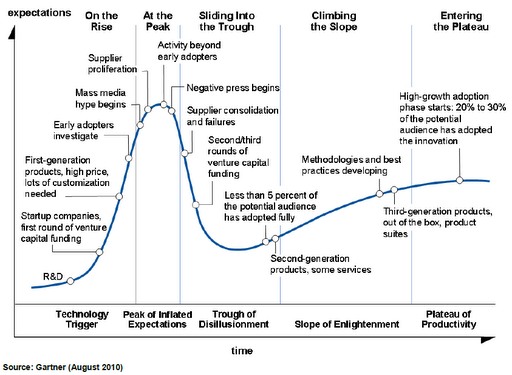 expectations
On the
Rise
At the
Peak
Sliding Into
the Trough
Climbing
the Slope
Entering
the Plateau
Activity beyond
early adopters
Supplier
proliferation
Negative press begins
Mass media
hype begins
Supplier consolidation
and failures
Early adopters
investigate
Second/third
rounds of
venture capital
funding
First-generation
products, high price,
lots of customization
needed
Startup companies,
first round of venture
capital funding
R&D
Less than 5 percent of
the potential audience
has adopted fully
Second-generation
products, some services
Methodologies and best
practices developing
Third-generation products,
out of the box, product
suites
High-growth adoption
phase starts: 20% to 30%
of the potential
audience has adopted
the innovation
Technology
Trigger
Peak of Inflated
Expectations
Trough of
Disillusionment
Slope of Enlightenment
Plateau of
Productivity
time
Source: Gartner (August 2010)